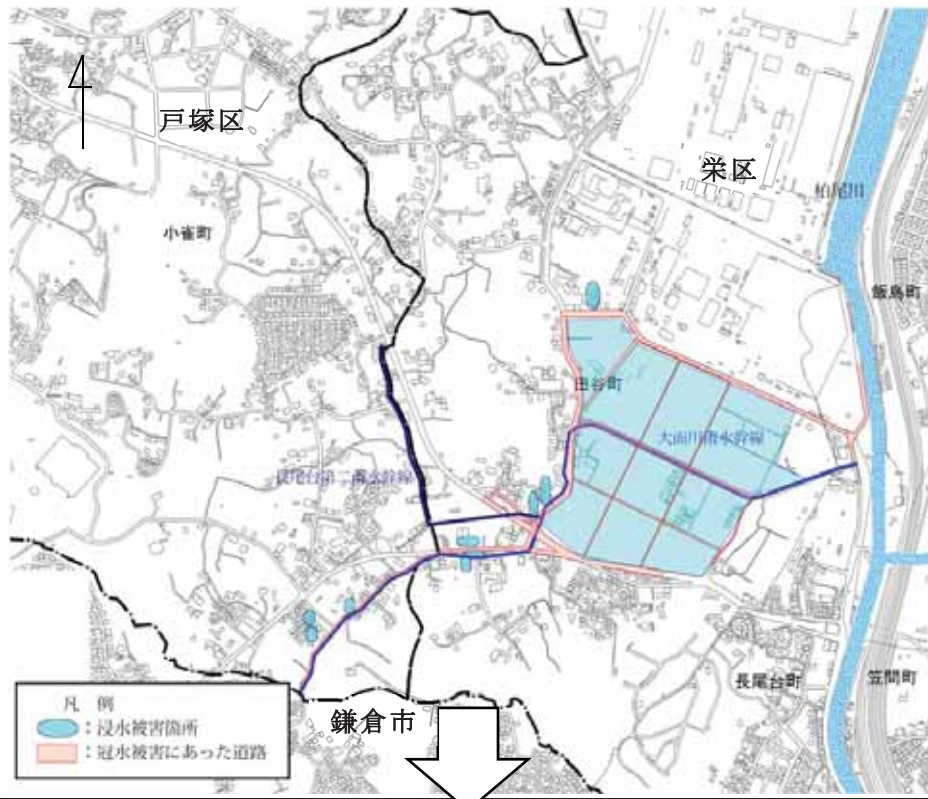 戸塚区
栄区
柏尾川
小雀町
飯島町
田谷町
大面川雨水幹線
長尾台第二雨水幹線
長尾台町
笠間町
鎌倉市
凡 例
:浸水被害箇所
:冠水被害にあった道路